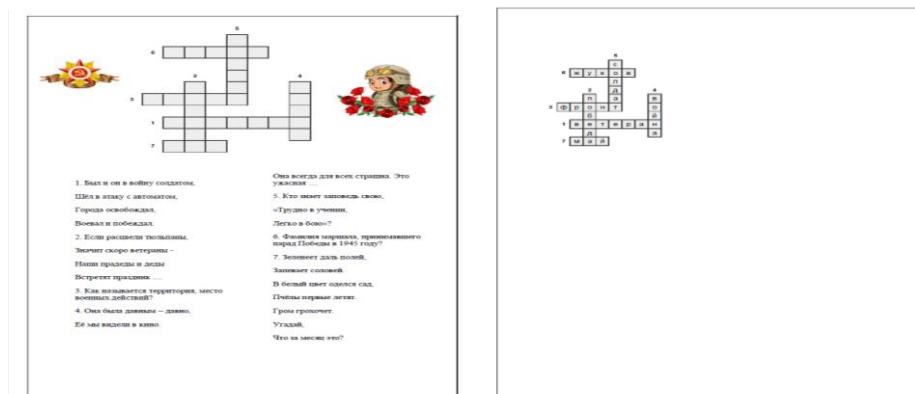 5
6
2
4
3
1
7
1. Был и он в войну солдатом,
Шёл в атаку с автоматом,
Города освобождал,
Воевал и побеждал.
2. Если расцвели тюльпаны,
Значит скоро ветераны –
Наши прадеды и деды
Встретят праздник …
3. Как называется территория, место
военных действий?
4. Она была давным – давно,
Её мы видели в кино.
Она всегда для всех страшна. Это
ужасная …
5. Кто знает заповедь свою,
«Трудно в учении,
Легко в бою»?
6. Фамилия маршала, принимавшего
парад Победы в 1945 году?
7. Зеленеет даль полей,
Запевает соловей.
В белый цвет оделся сад,
Пчёлы первые летят.
Гром грохочет.
Угадай,
Что за месяц это?
5
с
6 ж у к о в
л
2 д 4
п а в
3 ф р о н т о
б й
1 в е т е р а н
д а
7 м а й